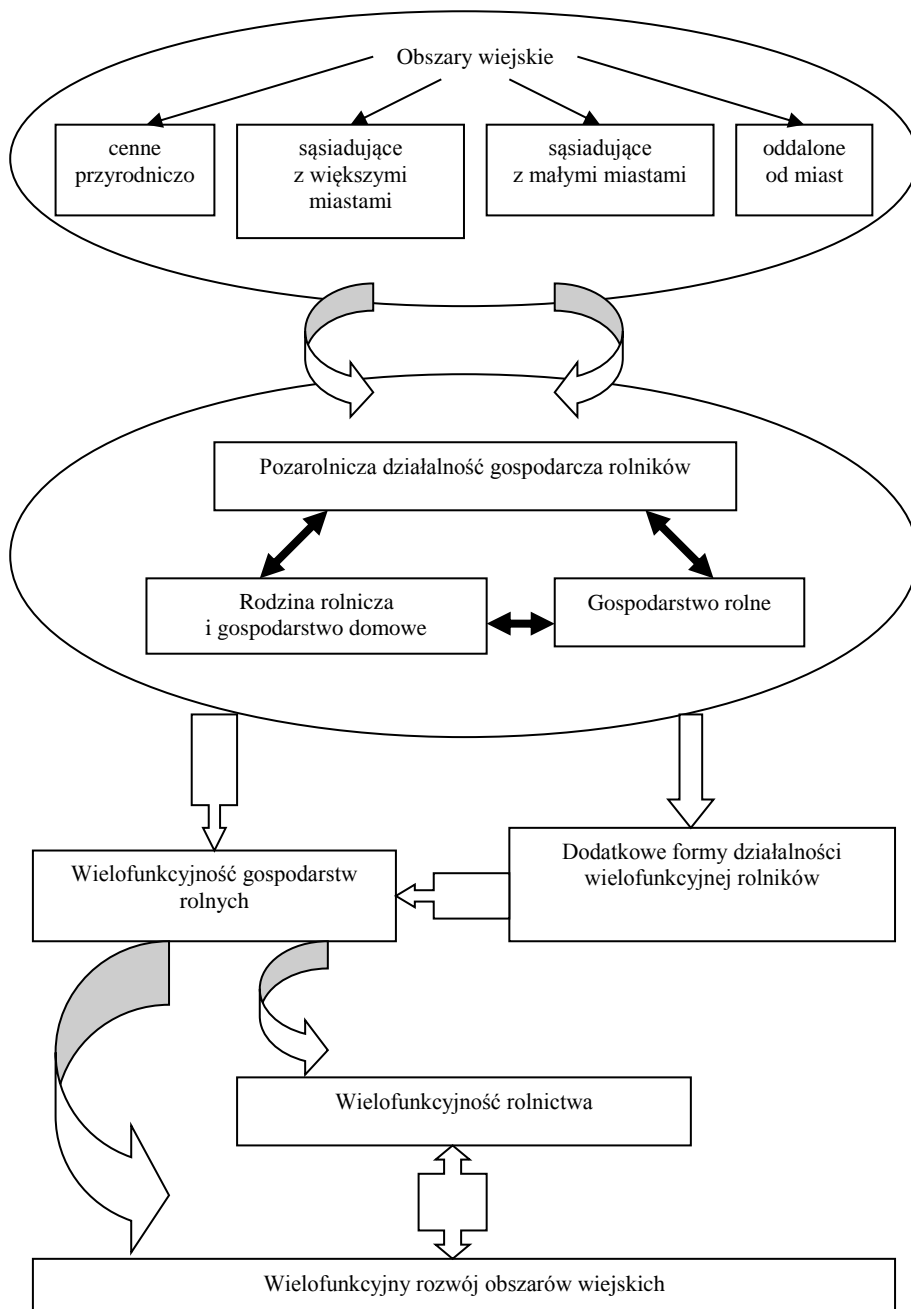 Obszary wiejskie
cenne
przyrodniczo
sąsiadujące
z większymi
miastami
sąsiadujące
z małymi miastami
oddalone
od miast
Pozarolnicza działalność gospodarcza rolników
Rodzina rolnicza
i gospodarstwo domowe
Gospodarstwo rolne
Wielofunkcyjność gospodarstw
rolnych
Dodatkowe formy działalności
wielofunkcyjnej rolników
Wielofunkcyjność rolnictwa
Wielofunkcyjny rozwój obszarów wiejskich